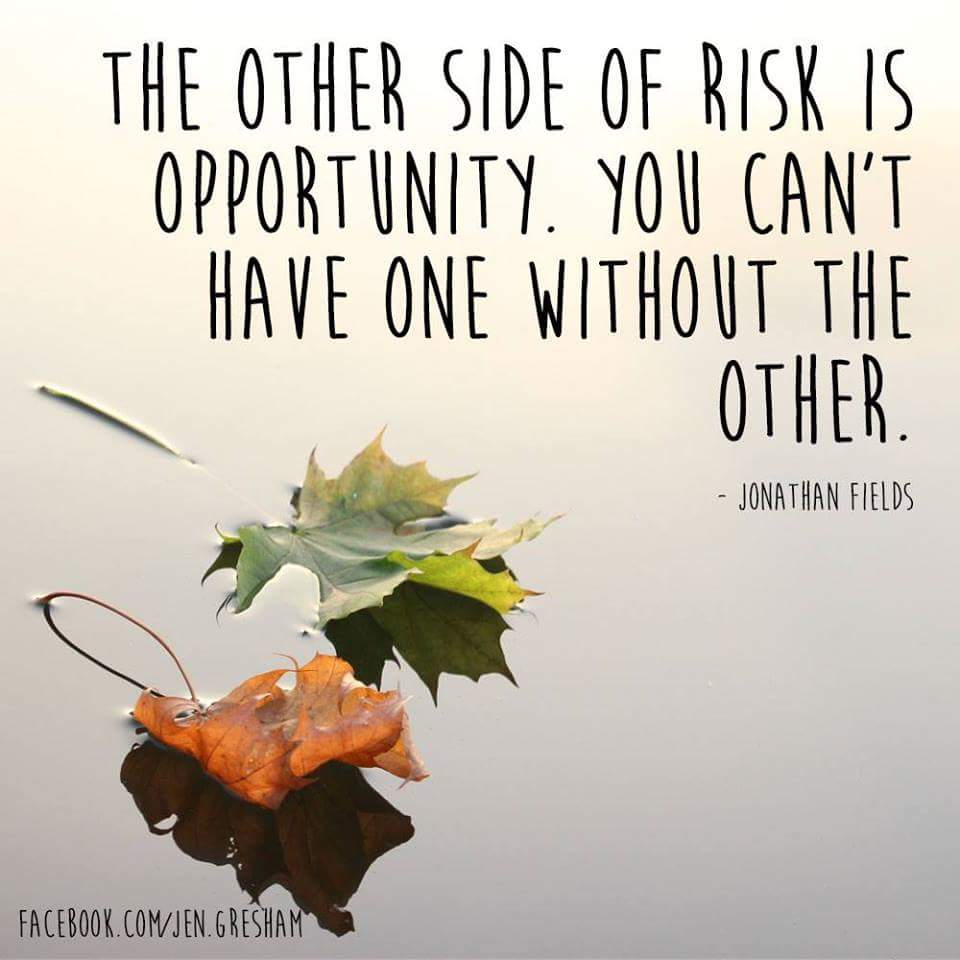 THE OTHER SIDE OF RISK IS
OPPORTUNITY. YOU CAN'T
HAVE ONE WITHOUT THE
OTHER.
- JONATHAN FIELDS
FACEBOOK.COM/JEN.GRESHAM